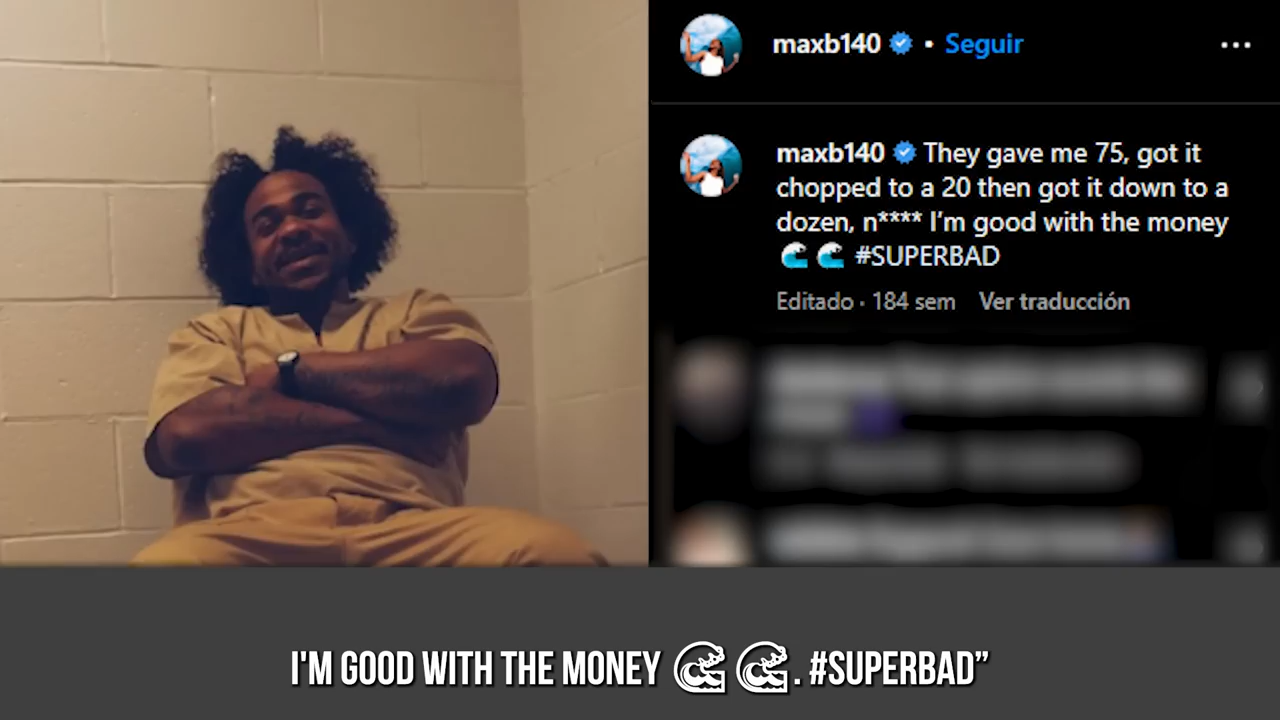 maxb140 • Seguir
maxb140 They gave me 75, got it
chopped to a 20 then got it down to a
dozen, n**** I'm good with the money
🌊 🌊 #SUPERBAD
Editado · 184 sem Ver traducción
I'M GOOD WITH THE MONEY 🌊 🌊. #SUPERBAD”